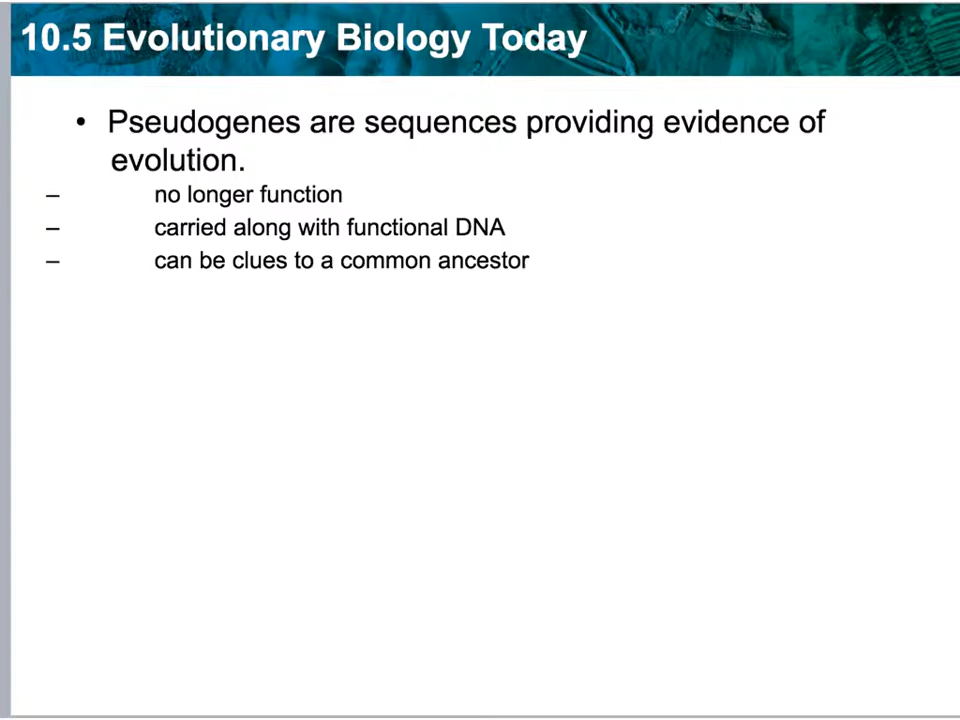 10.5 Evolutionary Biology Today
• Pseudogenes are sequences providing evidence of
evolution.
– no longer function
– carried along with functional DNA
– can be clues to a common ancestor